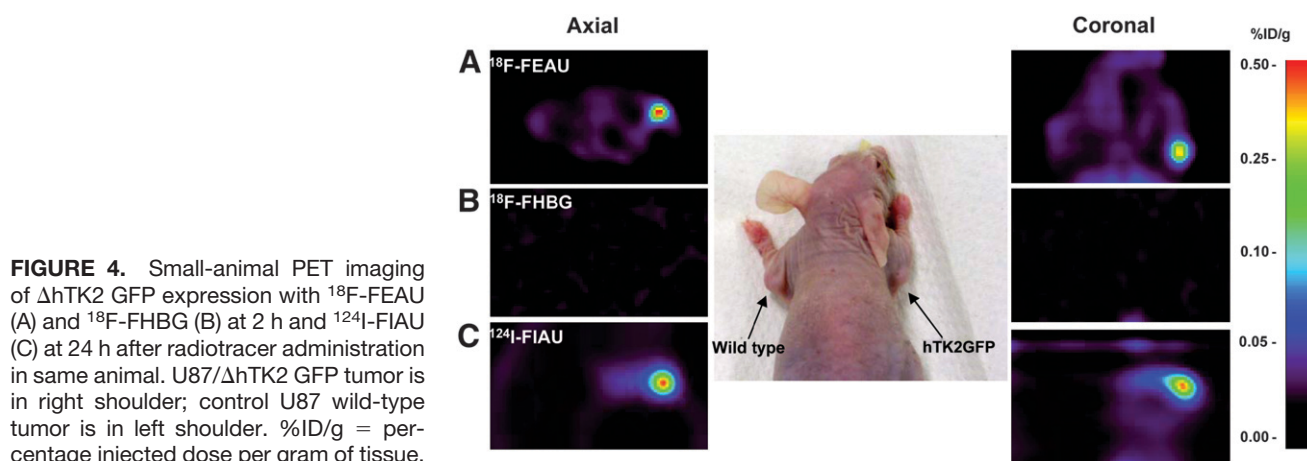 Axial
Coronal
%ID/g
A
¹⁸F-FEAU
0.50 -
0.25 -
B
¹⁸F-FHBG
0.10 -
C
¹²⁴I-FIAU
Wild type
hTK2GFP
0.05 -
0.00 -
FIGURE 4. Small-animal PET imaging
of ΔhTK2 GFP expression with ¹⁸F-FEAU
(A) and ¹⁸F-FHBG (B) at 2 h and ¹²⁴I-FIAU
(C) at 24 h after radiotracer administration
in same animal. U87/ΔhTK2 GFP tumor is
in right shoulder; control U87 wild-type
tumor is in left shoulder. %ID/g = per-
centage injected dose per gram of tissue.